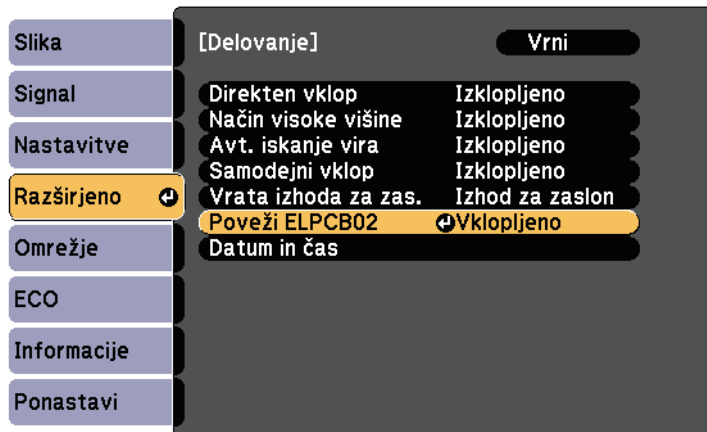 Slika
Signal
Nastavitve
Razširjeno
Omrežje
ECO
Informacije
Ponastavi
[Delovanje] Vrni
Direkten vklop Izklopljeno
Način visoke višine Izklopljeno
Avt. iskanje vira Izklopljeno
Samodejni vklop Izklopljeno
Vrata izhoda za zas. Izhod za zaslon
Poveži ELPCB02 Vklopljeno
Datum in čas